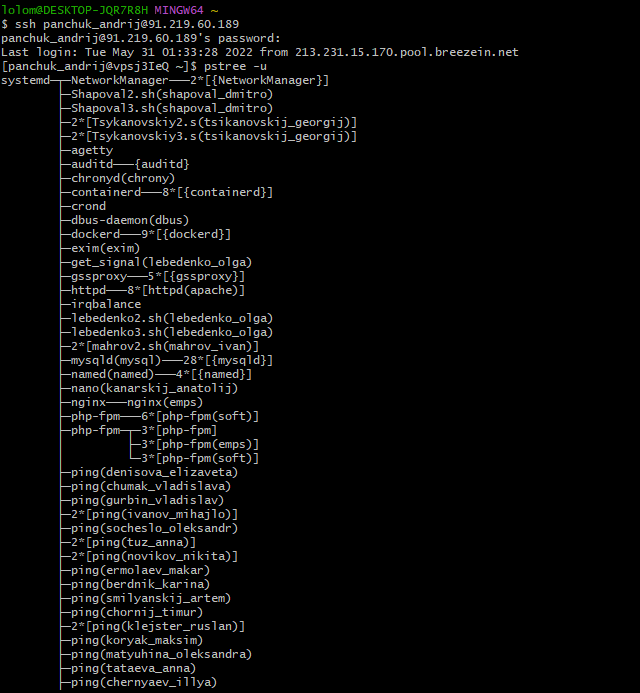 lolom@DESKTOP-JQR7R8H MINGW64 ~
$ ssh panchuk_andrij@91.219.60.189
panchuk_andrij@91.219.60.189's password:
Last login: Tue May 31 01:33:28 2022 from 213.231.15.170.pool.breezein.net
[panchuk_andrij@vpsj3IeQ ~]$ pstree -u
systemd─┬─NetworkManager───2*[{NetworkManager}]
        ├─Shapoval2.sh(shapoval_dmitro)
        ├─Shapoval3.sh(shapoval_dmitro)
        ├─2*[Tsykanovskiy2.s(tsikanovskij_georgij)]
        ├─2*[Tsykanovskiy3.s(tsikanovskij_georgij)]
        ├─agetty
        ├─auditd───{auditd}
        ├─chronyd(chrony)
        ├─containerd───8*[{containerd}]
        ├─crond
        ├─dbus-daemon(dbus)
        ├─dockerd───9*[{dockerd}]
        ├─exim(exim)
        ├─get_signal(lebedenko_olga)
        ├─gssproxy───5*[{gssproxy}]
        ├─httpd───8*[httpd(apache)]
        ├─irqbalance
        ├─lebedenko2.sh(lebedenko_olga)
        ├─lebedenko3.sh(lebedenko_olga)
        ├─2*[mahrov2.sh(mahrov_ivan)]
        ├─mysqld(mysql)───28*[{mysqld}]
        ├─named(named)───4*[{named}]
        ├─nano(kanarskij_anatolij)
        ├─nginx───nginx(emps)
        ├─php-fpm───6*[php-fpm(soft)]
        ├─php-fpm─┬─3*[php-fpm]
        │         ├─3*[php-fpm(emps)]
        │         └─3*[php-fpm(soft)]
        ├─ping(denisova_elizaveta)
        ├─ping(chumak_vladislava)
        ├─ping(gurbin_vladislav)
        ├─2*[ping(ivanov_mihajlo)]
        ├─ping(socheslo_oleksandr)
        ├─2*[ping(tuz_anna)]
        ├─2*[ping(novikov_nikita)]
        ├─ping(ermolaev_makar)
        ├─ping(berdnik_karina)
        ├─ping(smilyanskij_artem)
        ├─ping(chornij_timur)
        ├─2*[ping(klejster_ruslan)]
        ├─ping(koryak_maksim)
        ├─ping(matyuhina_oleksandra)
        ├─ping(tataeva_anna)
        ├─ping(chernyaev_illya)